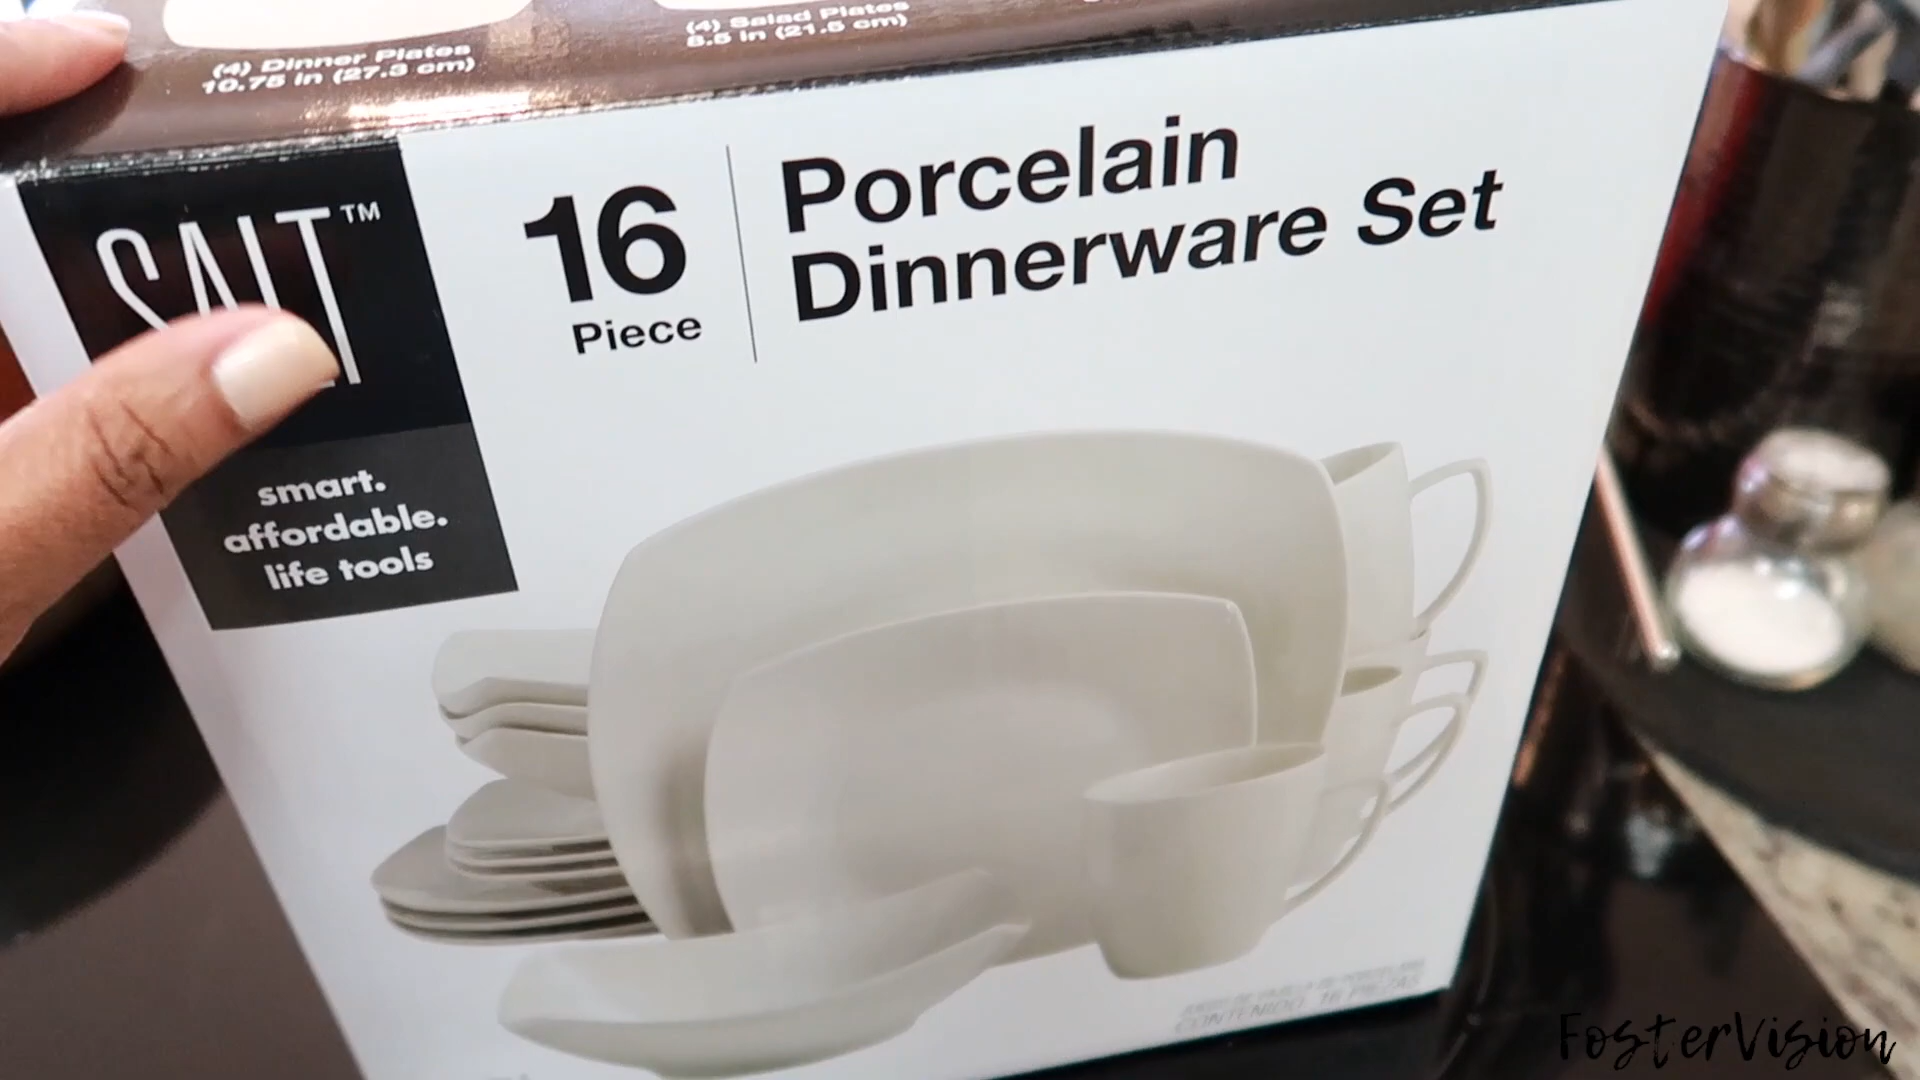 (4) Dinner Plates
10.75 in (27.3 cm)
(4) Salad Plates
8.5 in (21.5 cm)
SALT™
16
Piece
Porcelain
Dinnerware Set
smart.
affordable.
life tools
CONTENIDO: 16 PIEZAS
FosterVision